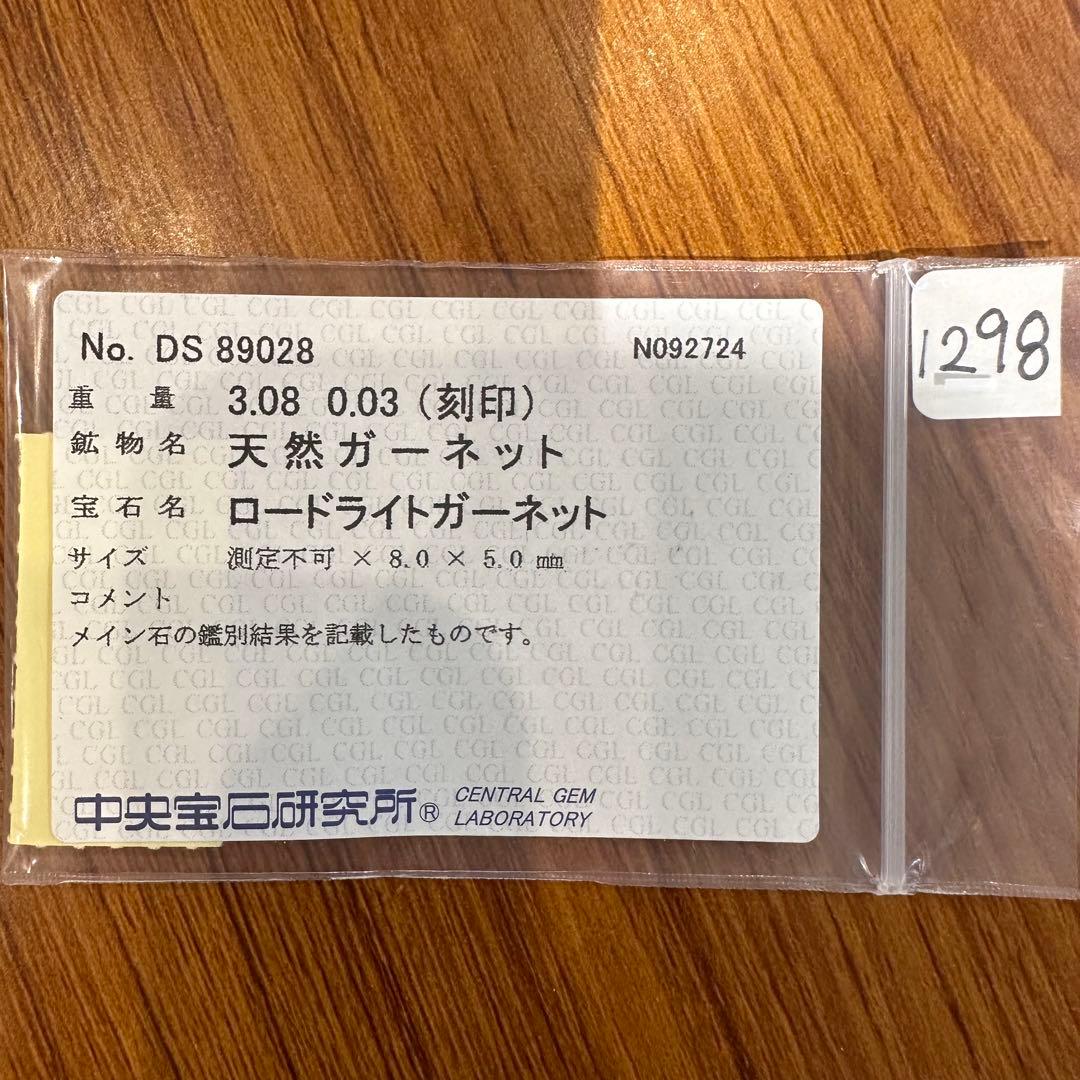 No. DS 89028 N092724
重 量 3.08 0.03 (刻印)
鉱物名 天然ガーネット
宝石名 ロードライトガーネット
サイズ 測定不可 × 8.0 × 5.0 ㎜
コメント
メイン石の鑑別結果を記載したものです。
中央宝石研究所® CENTRAL GEM
LABORATORY
1298